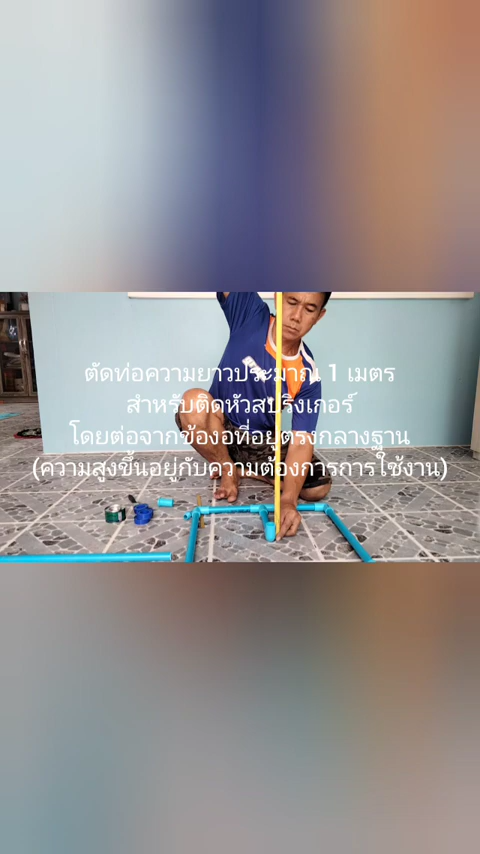 ตัดท่อความยาวประมาณ 1 เมตร
สำหรับติดหัวสปริงเกอร์
โดยต่อจากข้องอที่อยู่ตรงกลางฐาน
(ความสูงขึ้นอยู่กับความต้องการการใช้งาน)